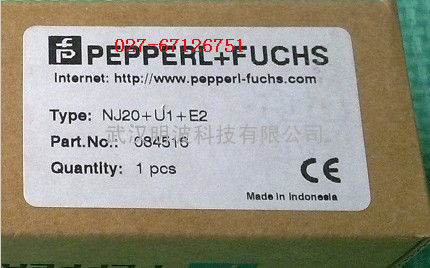 027-67126751
PEPPERL+FUCHS
Internet: http://www.pepperl-fuchs.com
Type: NJ20+U1+E2
武汉明波科技有限公司
Part.No.: 084516
Quantity: 1 pcs
CE
Made in Indonesia